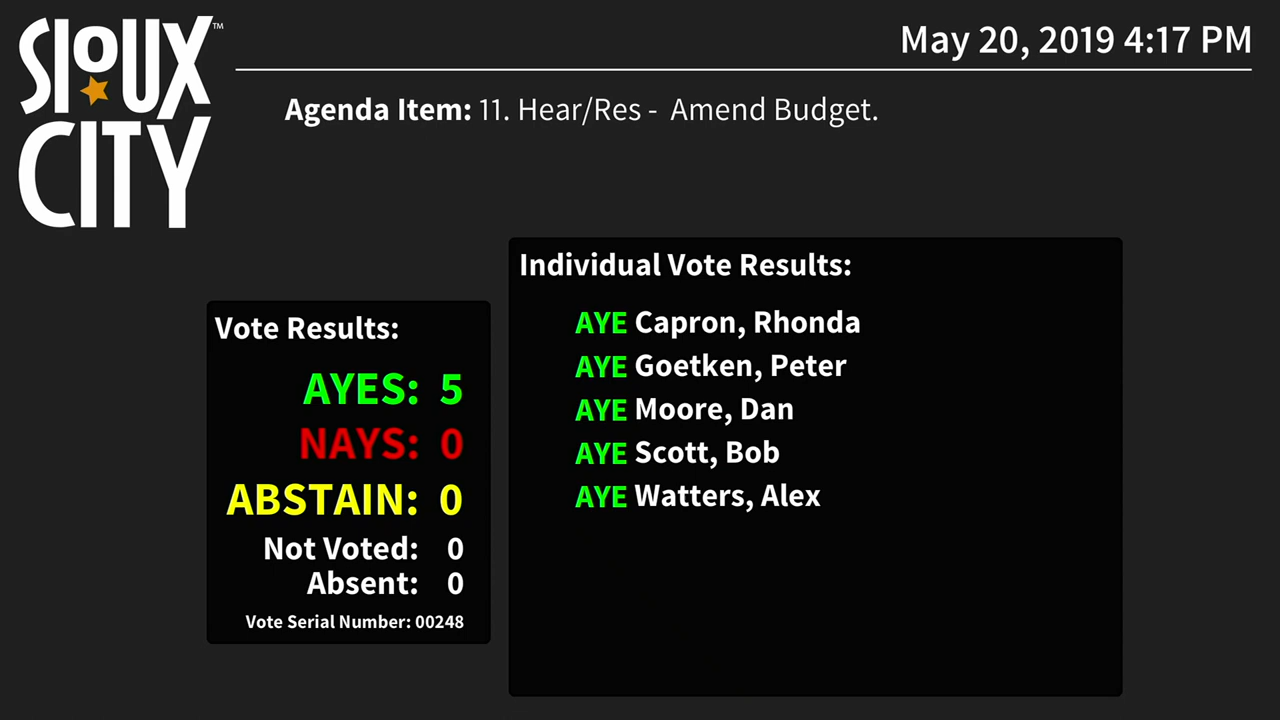 SIOUX™
CITY
May 20, 2019 4:17 PM
Agenda Item: 11. Hear/Res - Amend Budget.
Individual Vote Results:
AYE Capron, Rhonda
AYE Goetken, Peter
AYE Moore, Dan
AYE Scott, Bob
AYE Watters, Alex
Vote Results:
AYES: 5
NAYS: 0
ABSTAIN: 0
Not Voted: 0
Absent: 0
Vote Serial Number: 00248